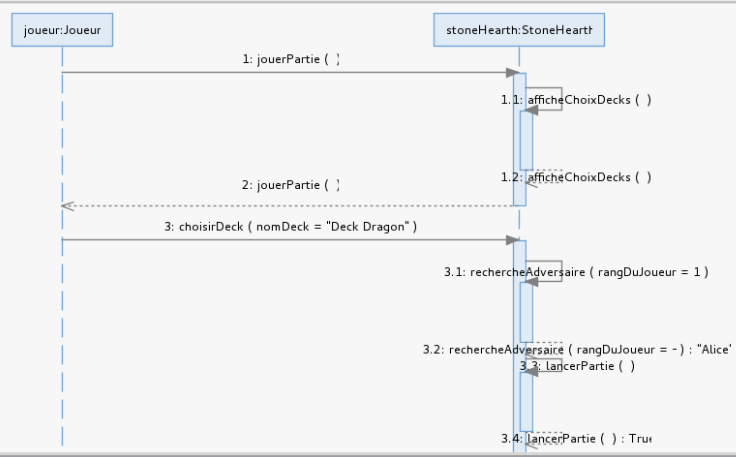 joueur:Joueur
stoneHearth:StoneHearth
1: jouerPartie ( )
1.1: afficheChoixDecks ( )
1.2: afficheChoixDecks ( )
2: jouerPartie ( )
3: choisirDeck ( nomDeck = "Deck Dragon" )
3.1: rechercheAdversaire ( rangDuJoueur = 1 )
3.2: rechercheAdversaire ( rangDuJoueur = - ) : "Alice"
3.3: lancerPartie ( )
3.4: lancerPartie ( ) : True